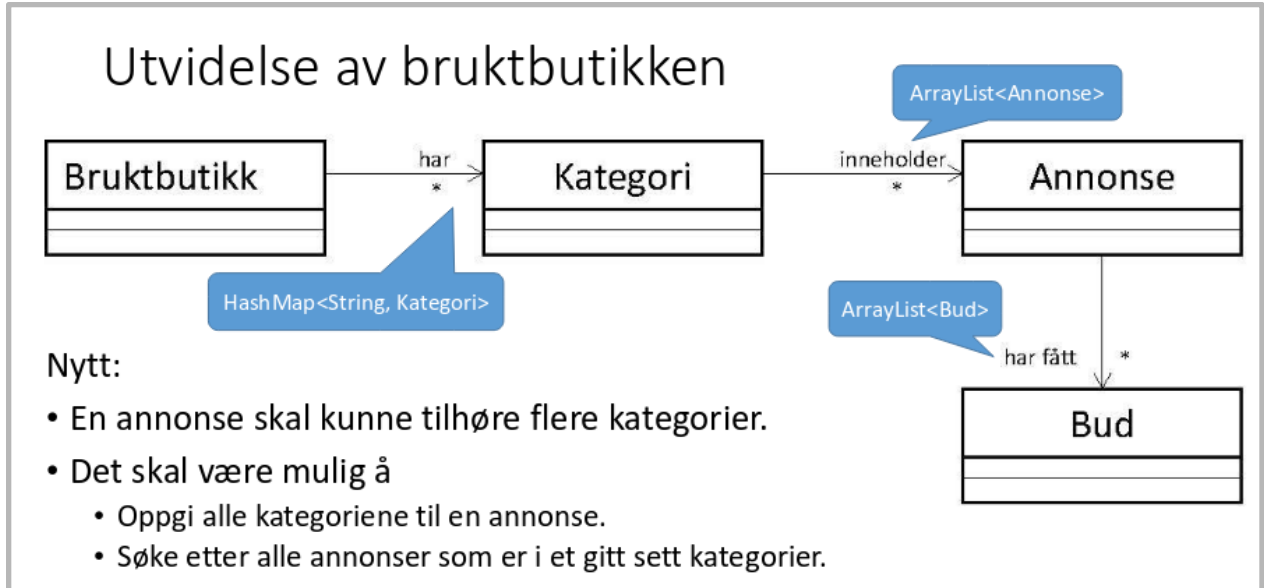 Utvidelse av bruktbutikken
ArrayList<Annonse>
Bruktbutikk
har
*
Kategori
inneholder
*
Annonse
HashMap<String, Kategori>
ArrayList<Bud>
har fått
*
Bud
Nytt:
• En annonse skal kunne tilhøre flere kategorier.
• Det skal være mulig å
• Oppgi alle kategoriene til en annonse.
• Søke etter alle annonser som er i et gitt sett kategorier.